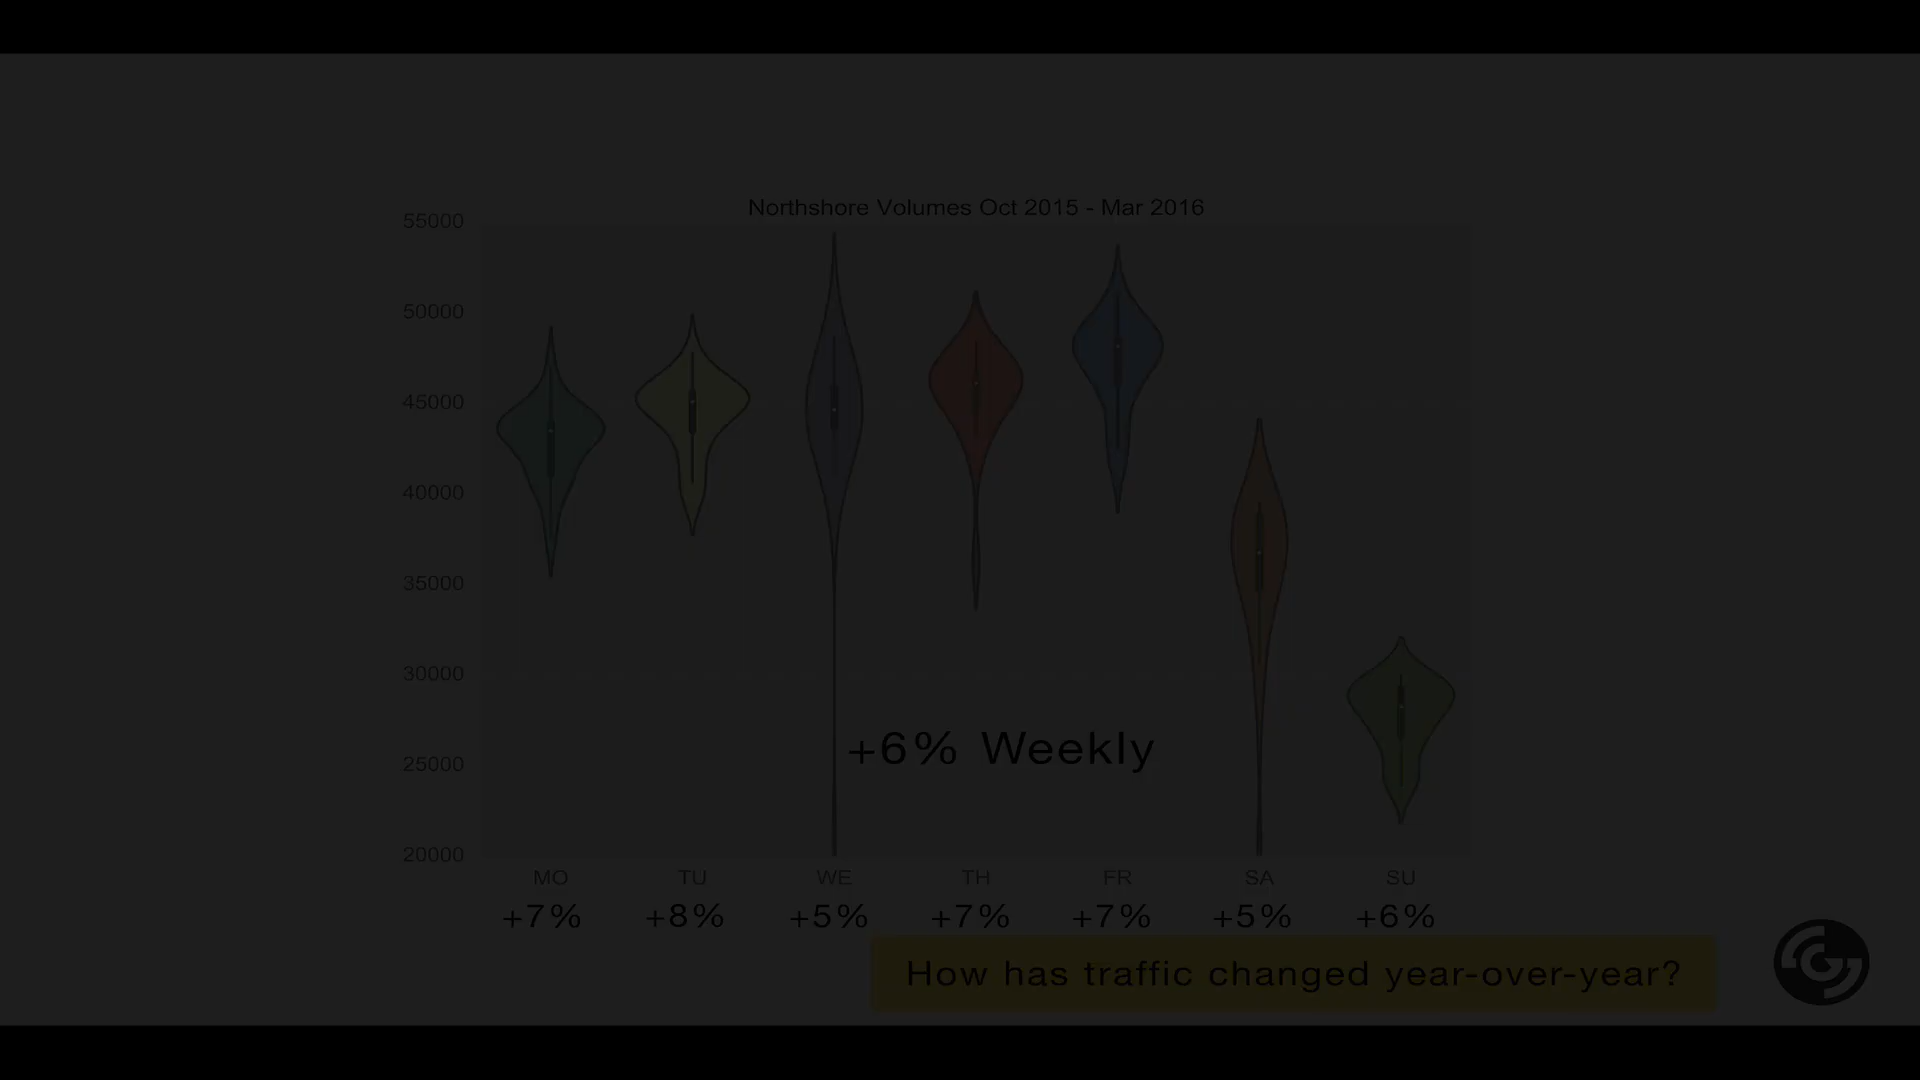 Northshore Volumes Oct 2015 - Mar 2016
55000
50000
45000
40000
35000
30000
25000
20000
+6% Weekly
MO TU WE TH FR SA SU
+7% +8% +5% +7% +7% +5% +6%
How has traffic changed year-over-year?